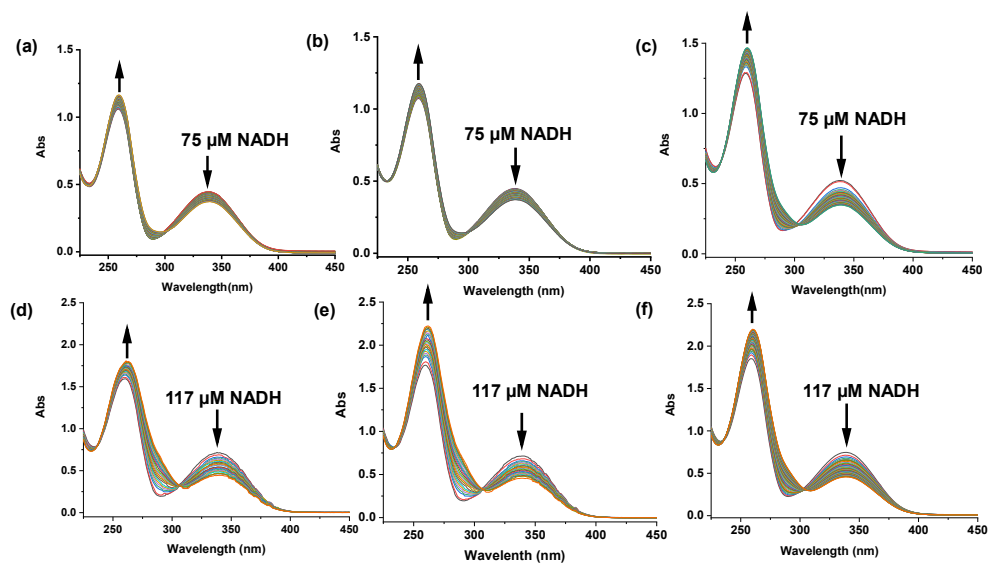 (a)
1.5
1.0
0.5
0.0
Abs
75 µM NADH
250 300 350 400 450
Wavelength(nm)
(b)
1.5
1.0
0.5
0.0
Abs
75 µM NADH
250 300 350 400 450
Wavelength (nm)
(c)
1.5
1.0
0.5
0.0
Abs
75 µM NADH
250 300 350 400 450
Wavelength(nm)
(d)
2.5
2.0
1.5
1.0
0.5
0.0
Abs
117 µM NADH
250 300 350 400 450
Wavelength (nm)
(e)
2.5
2.0
1.5
1.0
0.5
0.0
Abs
117 µM NADH
250 300 350 400 450
Wavelenth (nm)
(f)
2.5
2.0
1.5
1.0
0.5
0.0
Abs
117 µM NADH
250 300 350 400 450
Wavelength (nm)